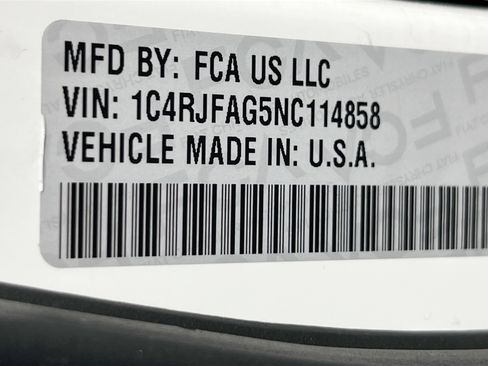 MFD BY: FCA US LLC
VIN: 1C4RJFAG5NC114858
VEHICLE MADE IN: U.S.A.